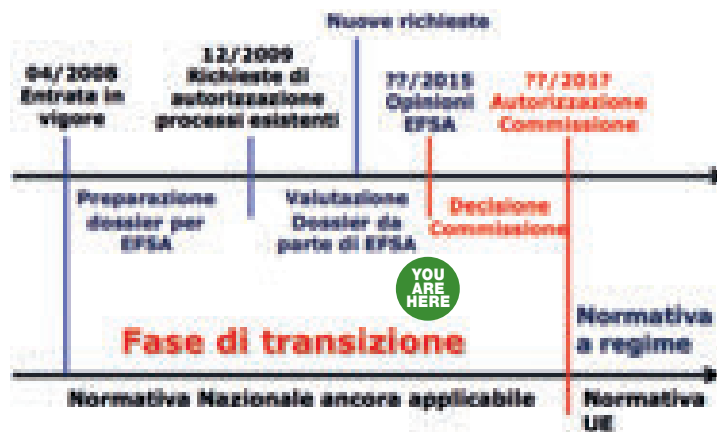 Nuove richieste
04/2008
Entrata in
vigore
12/2009
Richieste di
autorizzazione
processi esistenti
??/2015
Opinioni
EFSA
??/201?
Autorizzazione
Commissione
Preparazione
dossier per
EFSA
Valutazione
Dossier da
parte di EFSA
Decisione
Commissione
YOU
ARE
HERE
Fase di transizione
Normativa
a regime
Normativa Nazionale ancora applicabile
Normativa
UE